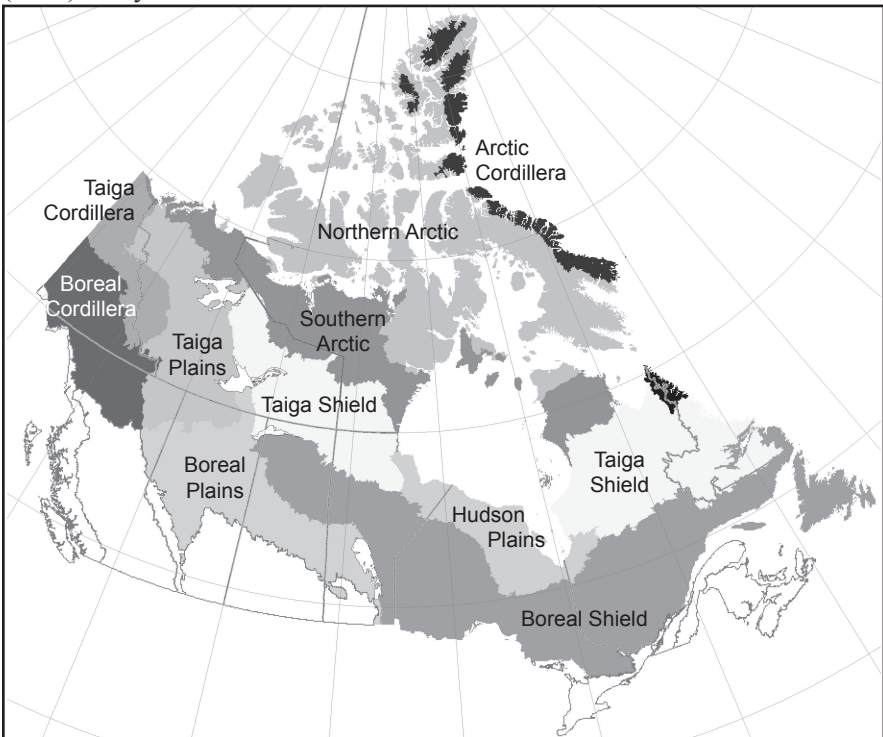 Arctic
Cordillera
Taiga
Cordillera
Northern Arctic
Boreal
Cordillera
Southern
Arctic
Taiga
Plains
Taiga Shield
Boreal
Plains
Taiga
Shield
Hudson
Plains
Boreal Shield